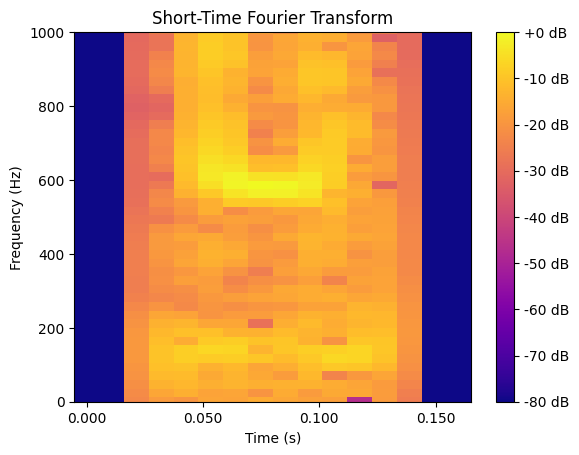 Short-Time Fourier Transform
1000
800
600
400
200
0
Frequency (Hz)
0.000
0.050
0.100
0.150
Time (s)
+0 dB
-10 dB
-20 dB
-30 dB
-40 dB
-50 dB
-60 dB
-70 dB
-80 dB